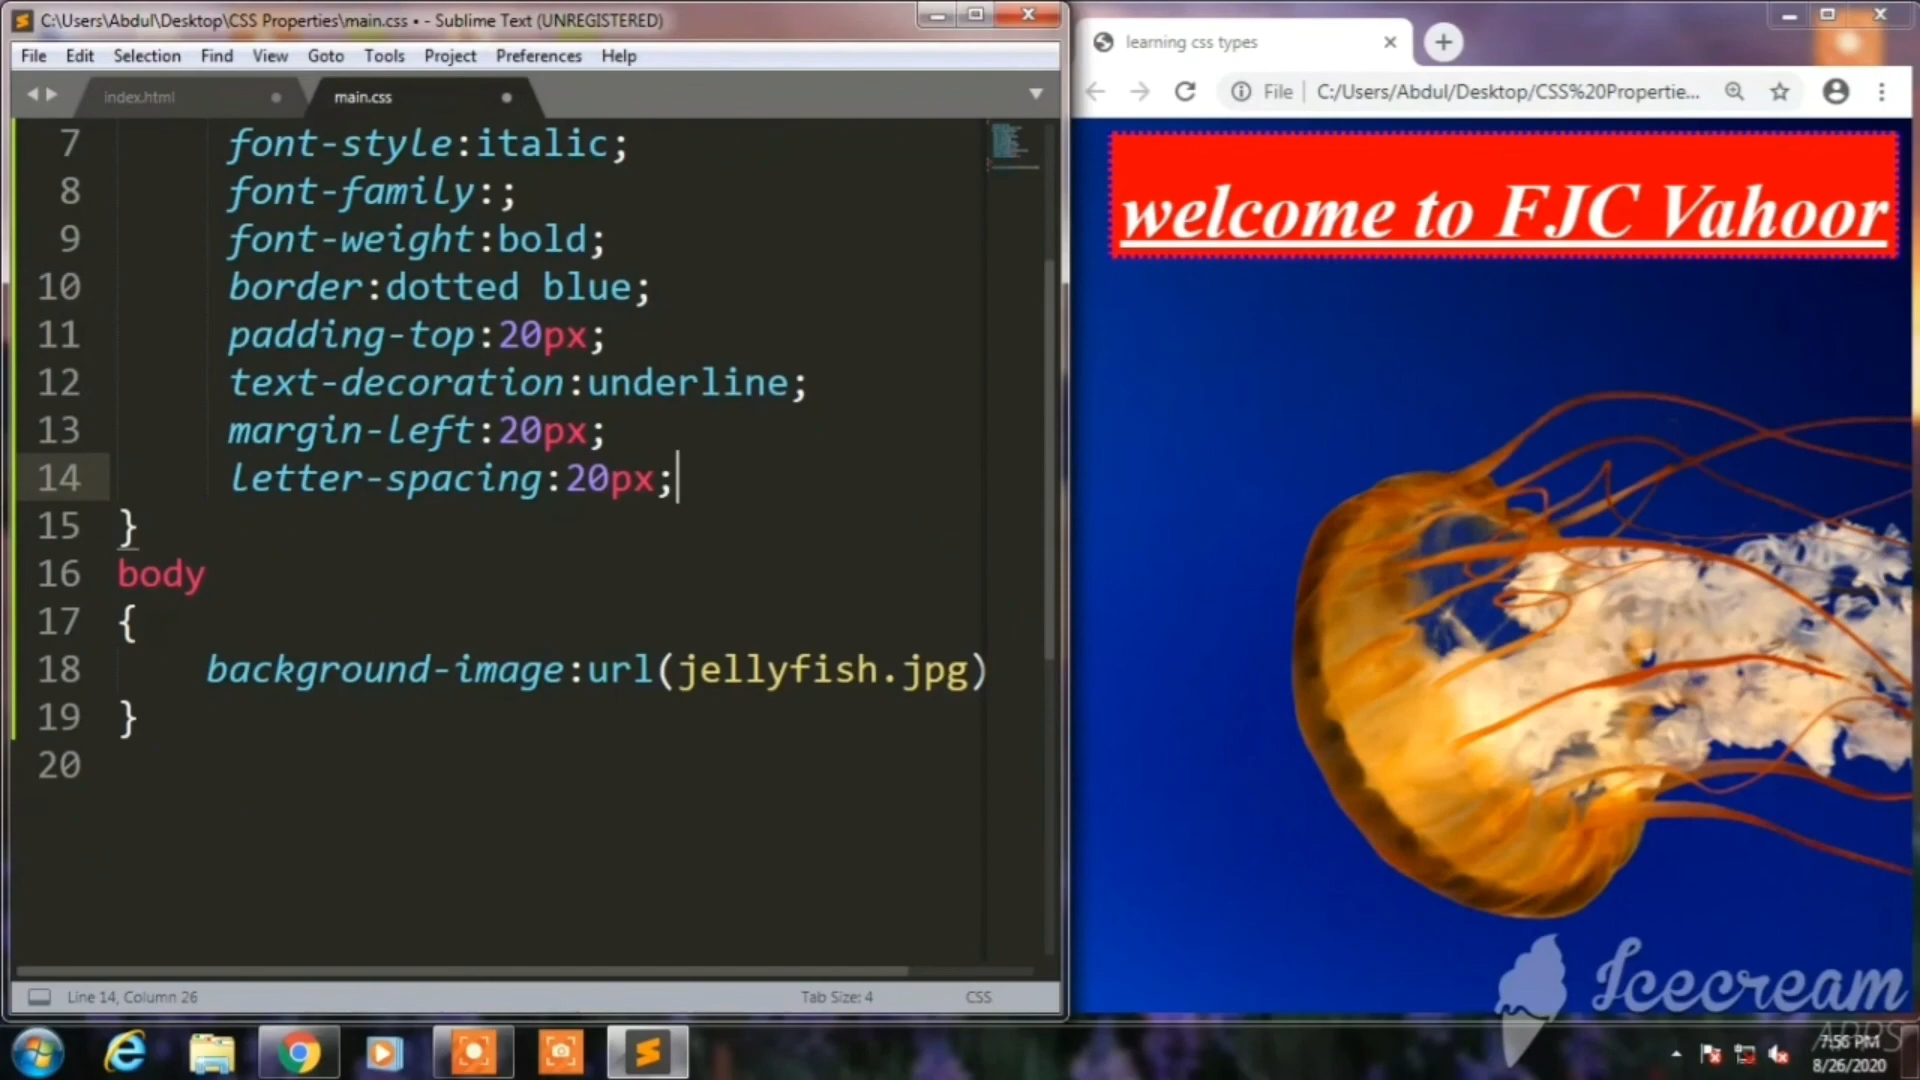 C:\Users\Abdul\Desktop\CSS Properties\main.css • - Sublime Text (UNREGISTERED)
File Edit Selection Find View Goto Tools Project Preferences Help
index.html
main.css
7 font-style:italic;
8 font-family:;
9 font-weight:bold;
10 border:dotted blue;
11 padding-top:20px;
12 text-decoration:underline;
13 margin-left:20px;
14 letter-spacing:20px;
15 }
16 body
17 {
18 background-image:url(jellyfish.jpg)
19 }
20
Line 14, Column 26
Tab Size: 4
CSS
learning css types
File C:/Users/Abdul/Desktop/CSS%20Propertie...
welcome to FJC Vahoor
Icecream
APPS
7:56 PM
8/26/2020